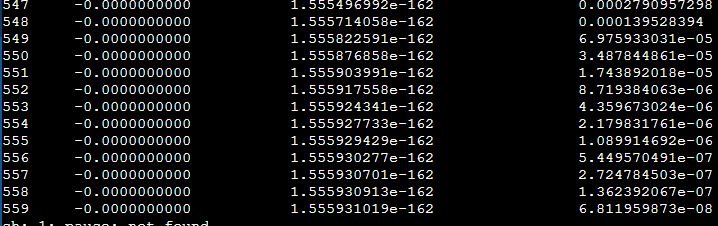 547 -0.0000000000 1.555496992e-162 0.0002790957298
548 -0.0000000000 1.555714058e-162 0.000139528394
549 -0.0000000000 1.555822591e-162 6.975933031e-05
550 -0.0000000000 1.555876858e-162 3.487844861e-05
551 -0.0000000000 1.555903991e-162 1.743892018e-05
552 -0.0000000000 1.555917558e-162 8.719384063e-06
553 -0.0000000000 1.555924341e-162 4.359673024e-06
554 -0.0000000000 1.555927733e-162 2.179831761e-06
555 -0.0000000000 1.555929429e-162 1.089914692e-06
556 -0.0000000000 1.555930277e-162 5.449570491e-07
557 -0.0000000000 1.555930701e-162 2.724784503e-07
558 -0.0000000000 1.555930913e-162 1.362392067e-07
559 -0.0000000000 1.555931019e-162 6.811959873e-08
sh: 1: pause: not found